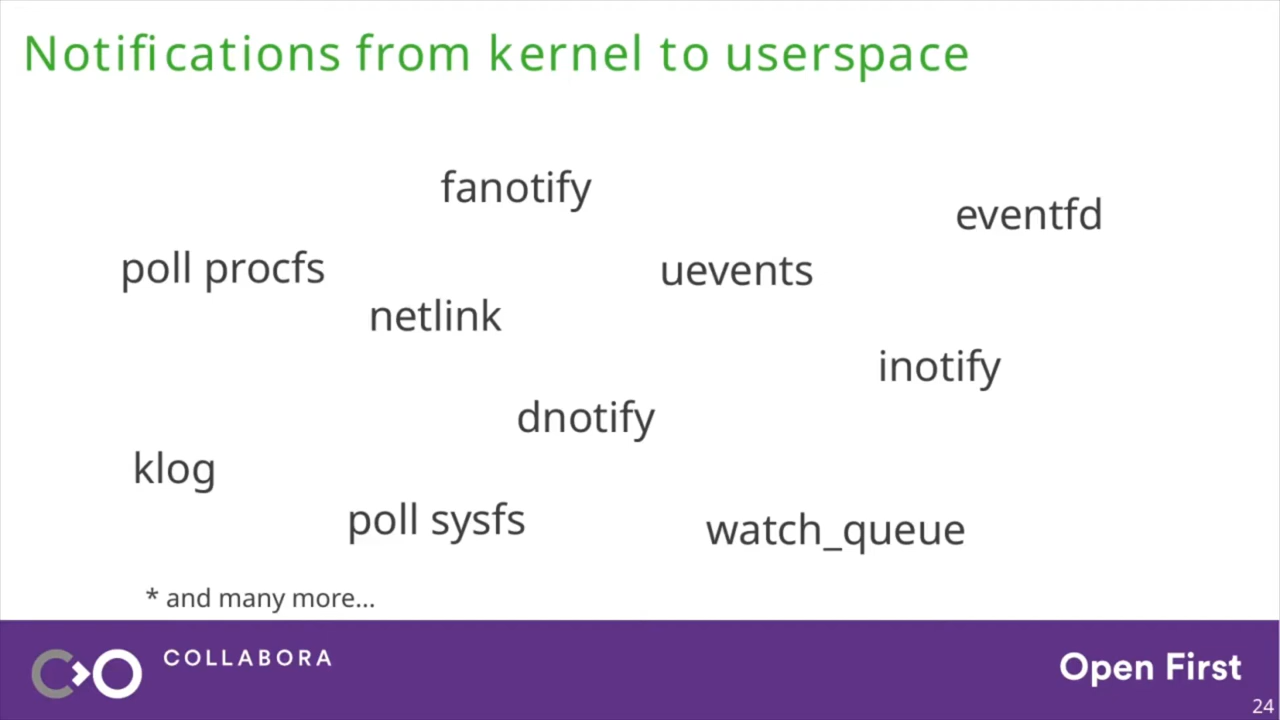 Notifications from kernel to userspace
fanotify
eventfd
poll procfs
uevents
netlink
inotify
dnotify
klog
poll sysfs
watch_queue
* and many more...
COLLABORA
Open First
24